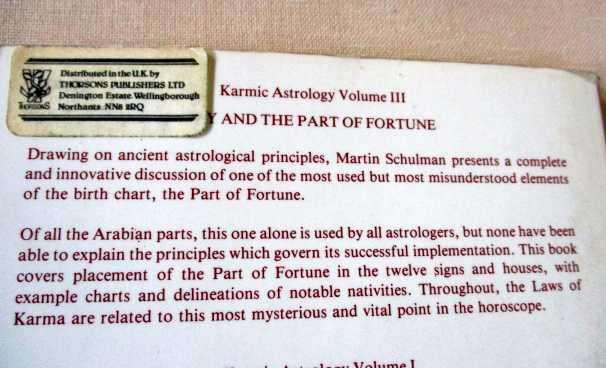 Distributed in the U.K. by
THORSONS PUBLISHERS LTD
Denington Estate. Wellingborough
Northants. NN8 2RQ
THORSONS
Karmic Astrology Volume III
Y AND THE PART OF FORTUNE
Drawing on ancient astrological principles, Martin Schulman presents a complete
and innovative discussion of one of the most used but most misunderstood elements
of the birth chart, the Part of Fortune.
Of all the Arabian parts, this one alone is used by all astrologers, but none have been
able to explain the principles which govern its successful implementation. This book
covers placement of the Part of Fortune in the twelve signs and houses, with
example charts and delineations of notable nativities. Throughout, the Laws of
Karma are related to this most mysterious and vital point in the horoscope.
Astrology Volume I